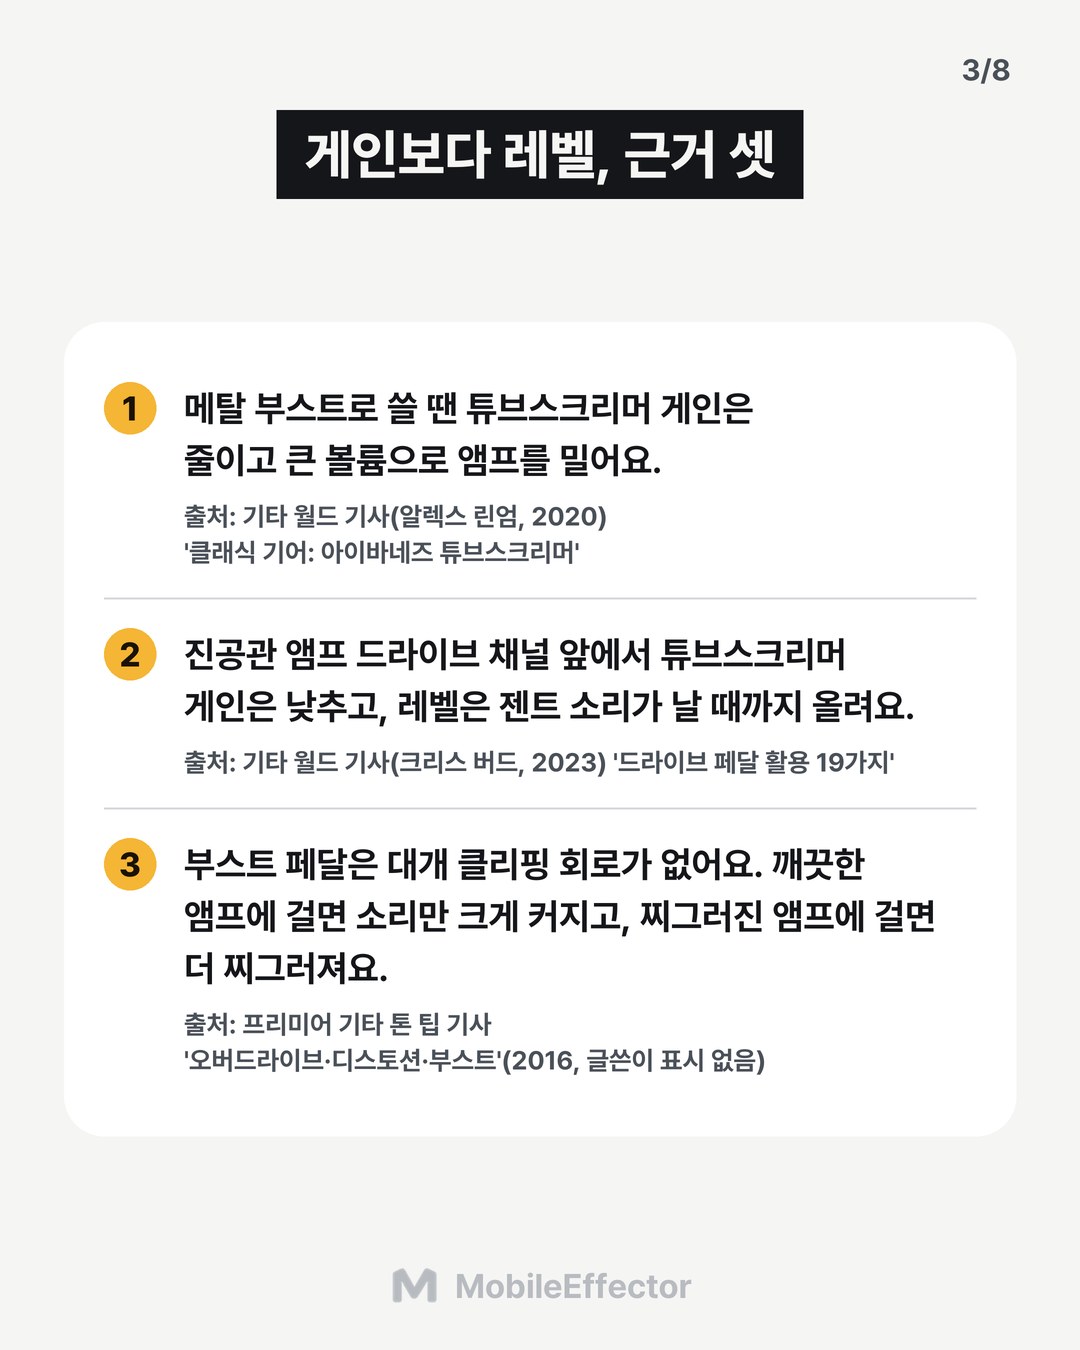 3/8
게인보다 레벨, 근거 셋
1
메탈 부스트로 쓸 땐 튜브스크리머 게인은
줄이고 큰 볼륨으로 앰프를 밀어요.
출처: 기타 월드 기사(알렉스 린엄, 2020)
'클래식 기어: 아이바네즈 튜브스크리머'
2
진공관 앰프 드라이브 채널 앞에서 튜브스크리머
게인은 낮추고, 레벨은 젠트 소리가 날 때까지 올려요.
출처: 기타 월드 기사(크리스 버드, 2023) '드라이브 페달 활용 19가지'
3
부스트 페달은 대개 클리핑 회로가 없어요. 깨끗한
앰프에 걸면 소리만 크게 커지고, 찌그러진 앰프에 걸면
더 찌그러져요.
출처: 프리미어 기타 톤 팁 기사
'오버드라이브·디스토션·부스트'(2016, 글쓴이 표시 없음)
MobileEffector